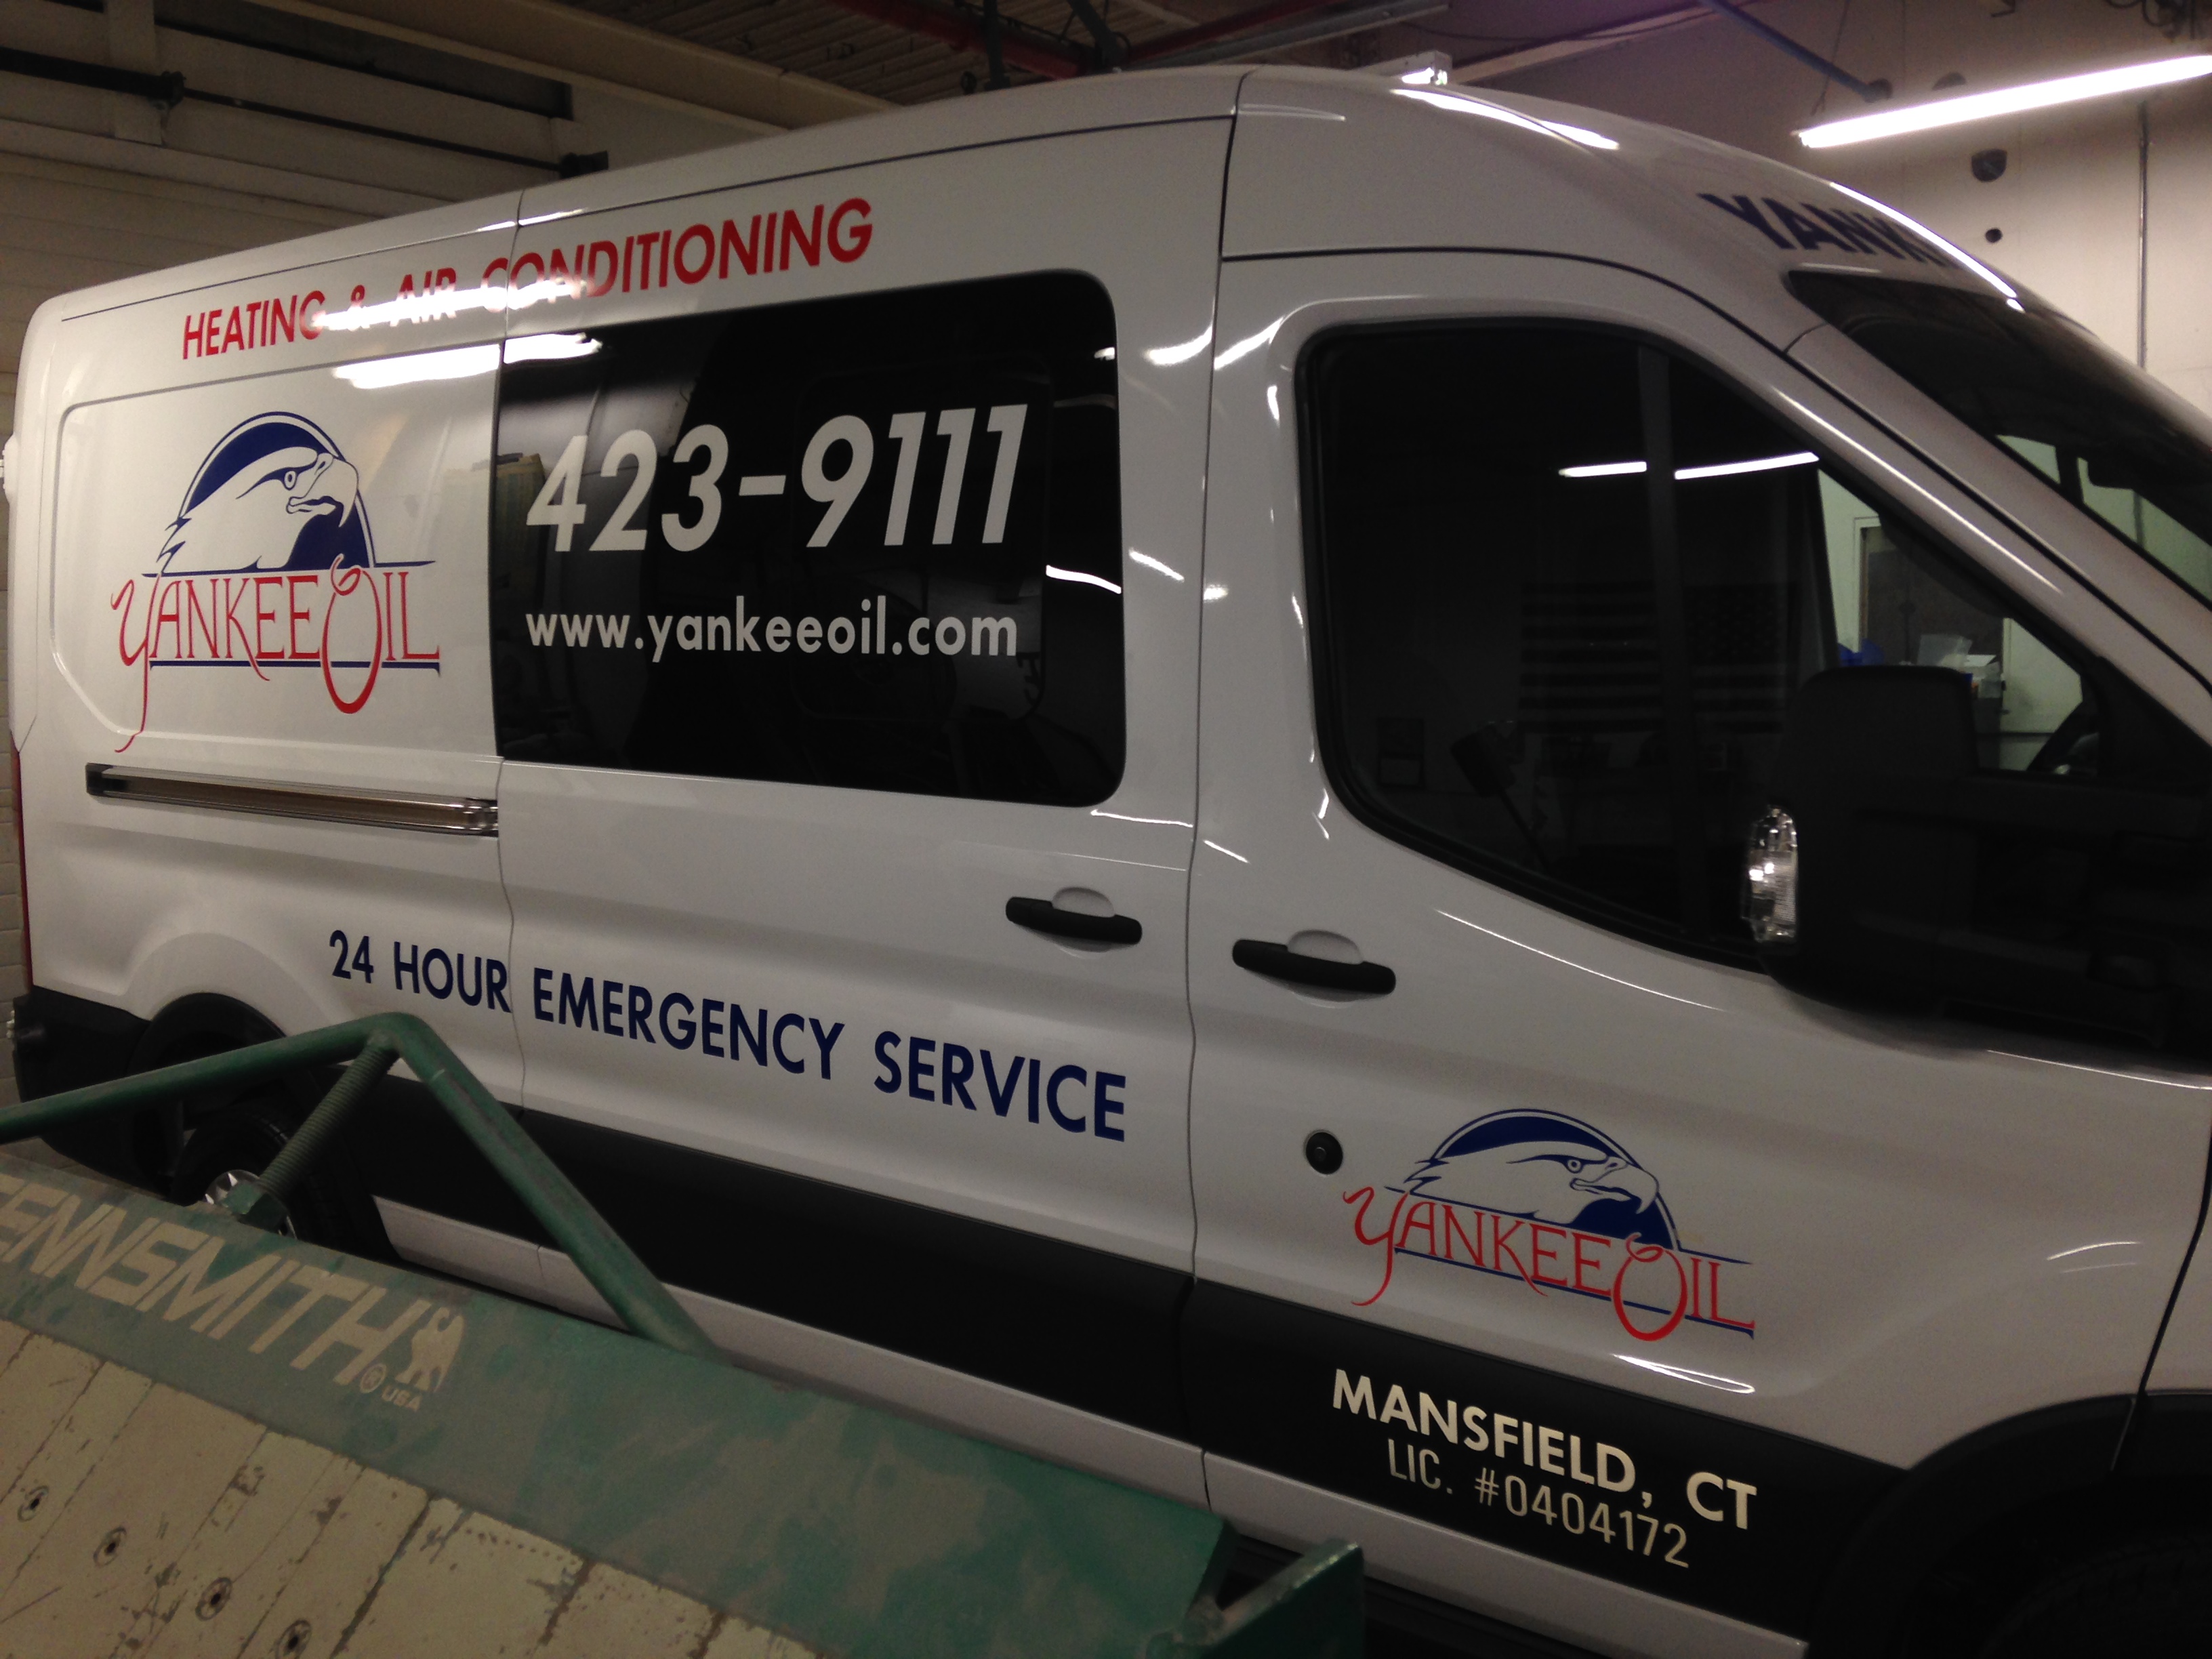 HEATING & AIR CONDITIONING
YANKEE OIL
423-9111
www.yankeeoil.com
24 HOUR EMERGENCY SERVICE
YANKEE OIL
MANSFIELD, CT
LIC. #0404172
USA